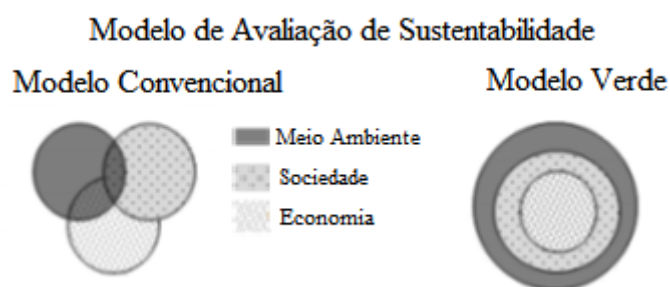 Modelo de Avaliação de Sustentabilidade
Modelo Convencional
Modelo Verde
Meio Ambiente
Sociedade
Economia